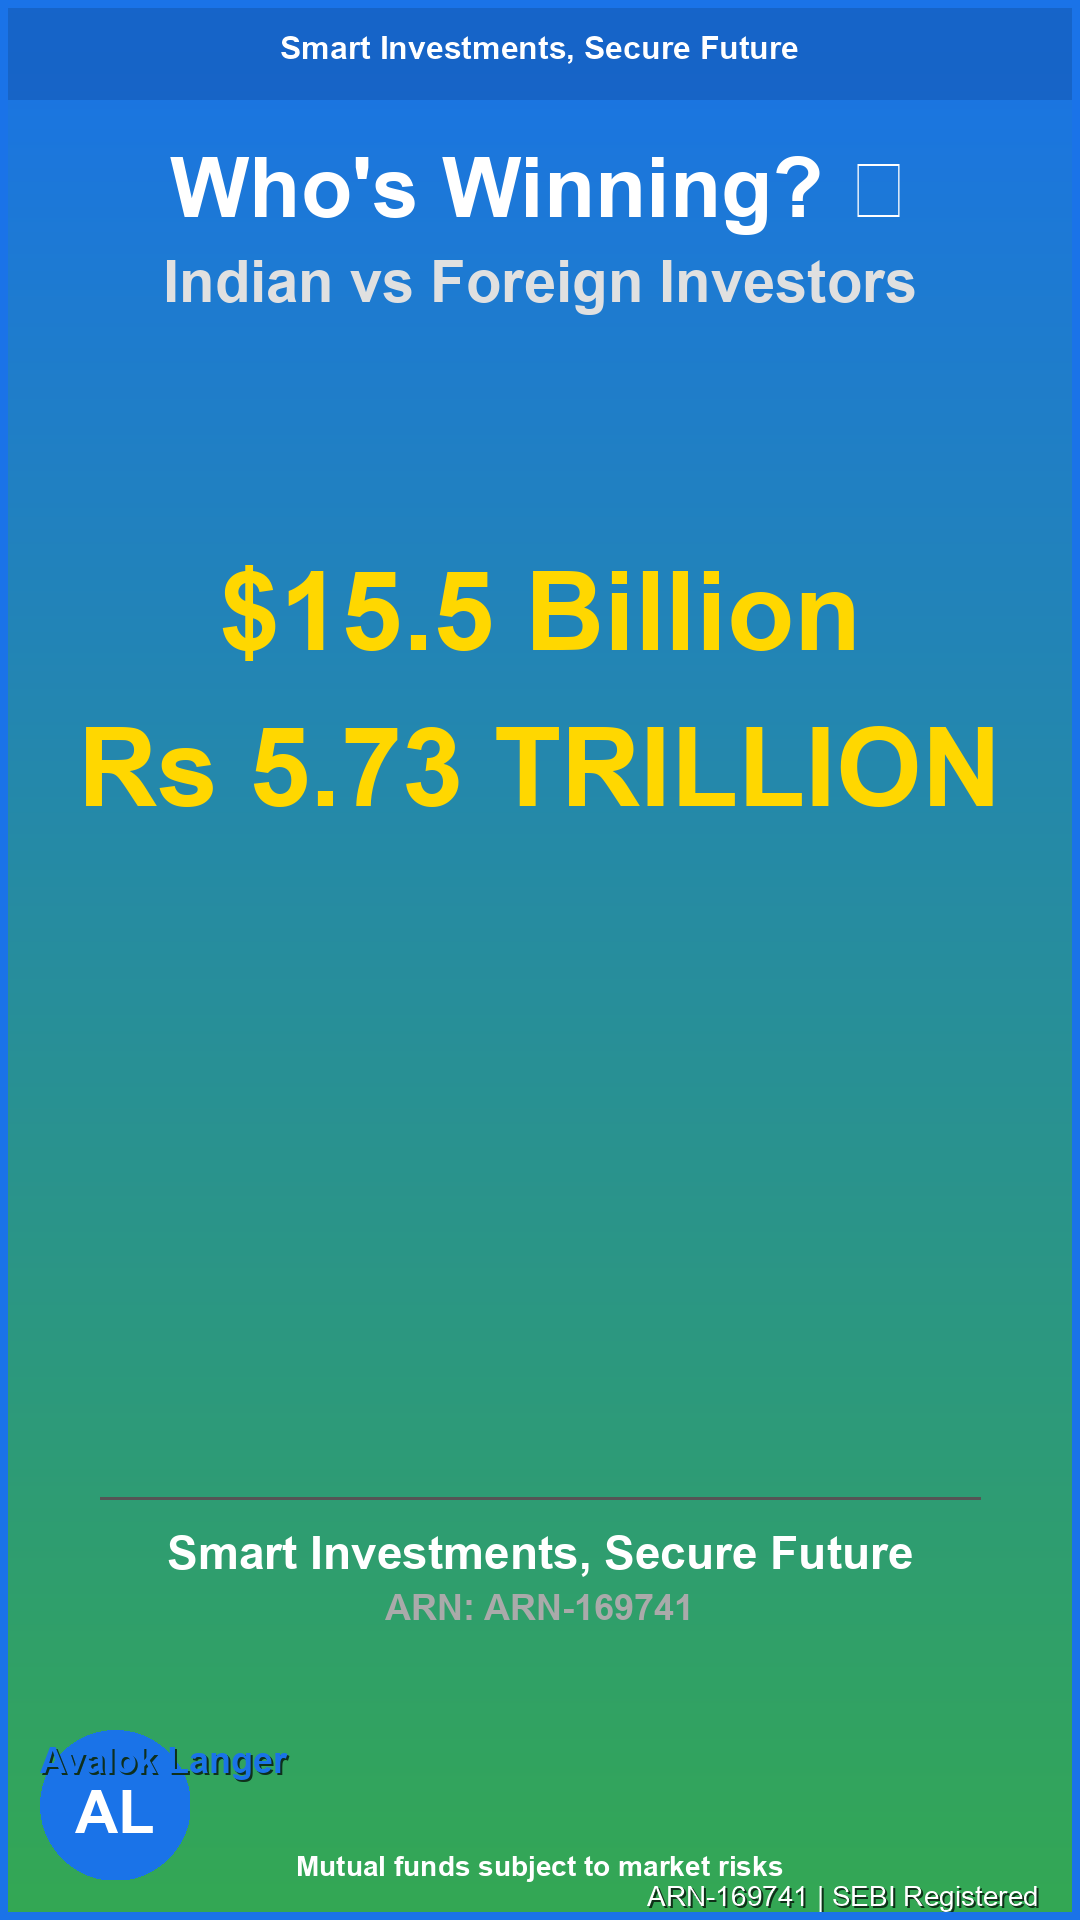 Smart Investments, Secure Future
Who's Winning?
Indian vs Foreign Investors
$15.5 Billion
Rs 5.73 TRILLION
Smart Investments, Secure Future
ARN: ARN-169741
Avalok Langer
AL
Mutual funds subject to market risks
ARN-169741 | SEBI Registered